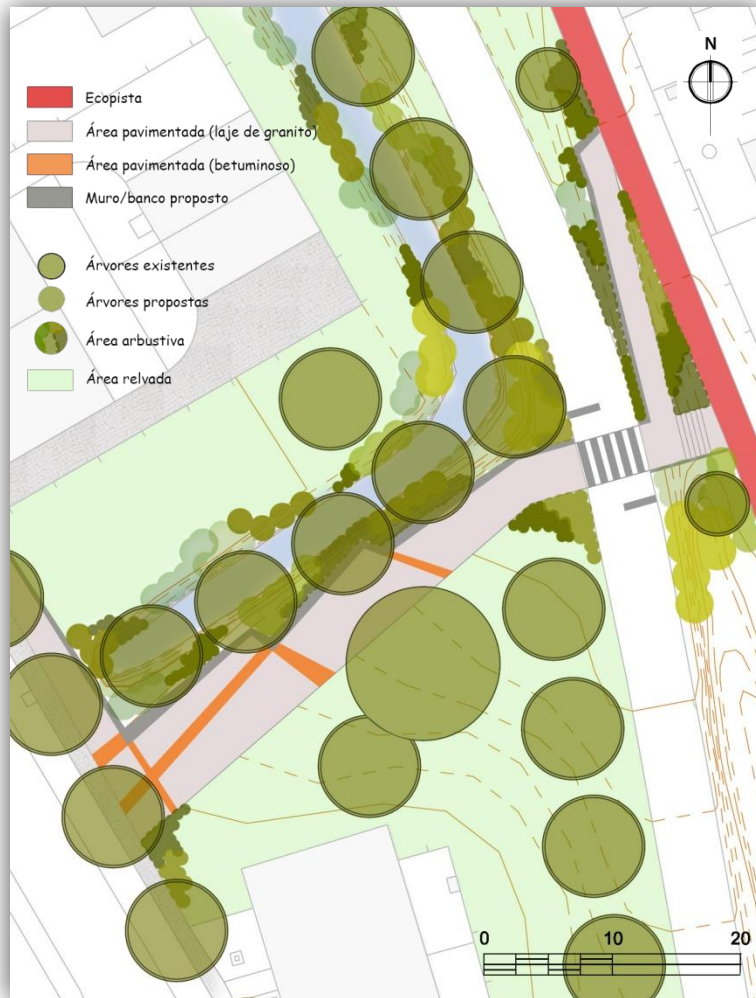 N
Ecopista
Área pavimentada (laje de granito)
Área pavimentada (betuminoso)
Muro/banco proposto
Árvores existentes
Árvores propostas
Área arbustiva
Área relvada
0 10 20